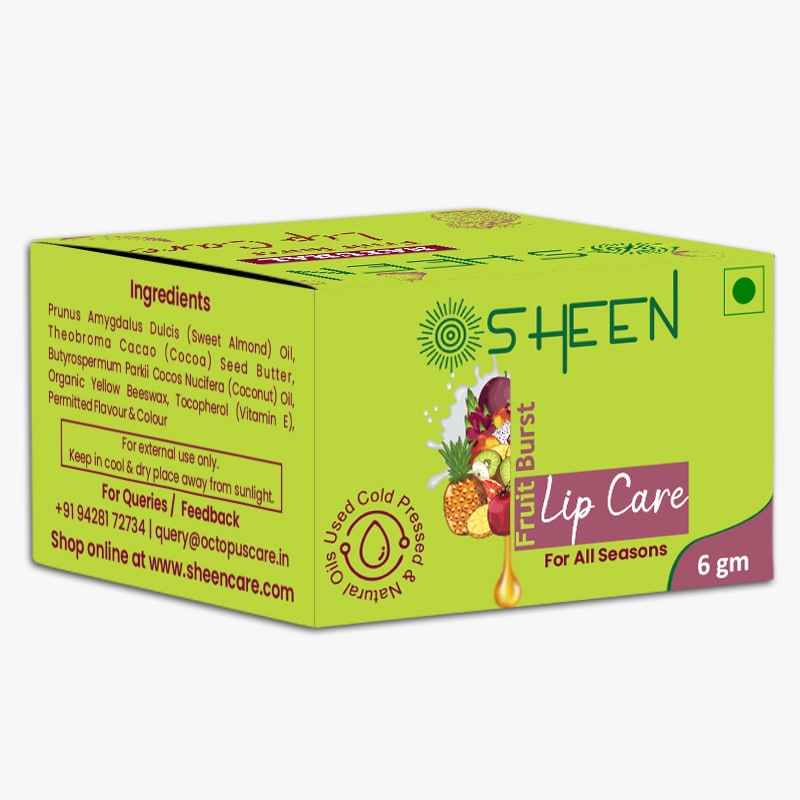 Ingredients
Prunus Amygdalus Dulcis (Sweet Almond) Oil,
Theobroma Cacao (Cocoa) Seed Butter,
Butyrospermum Parkii Cocos Nucifera (Coconut) Oil,
Organic Yellow Beeswax, Tocopherol (Vitamin E),
Permitted Flavour & Colour
For external use only.
Keep in cool & dry place away from sunlight.
For Queries / Feedback
+91 94281 72734 | query@octopuscare.in
Shop online at www.sheencare.com
SHEEN
Lip Care
SHEEN
Fruit Burst
Lip Care
For All Seasons
6 gm
Oils Used Cold Pressed & Natural